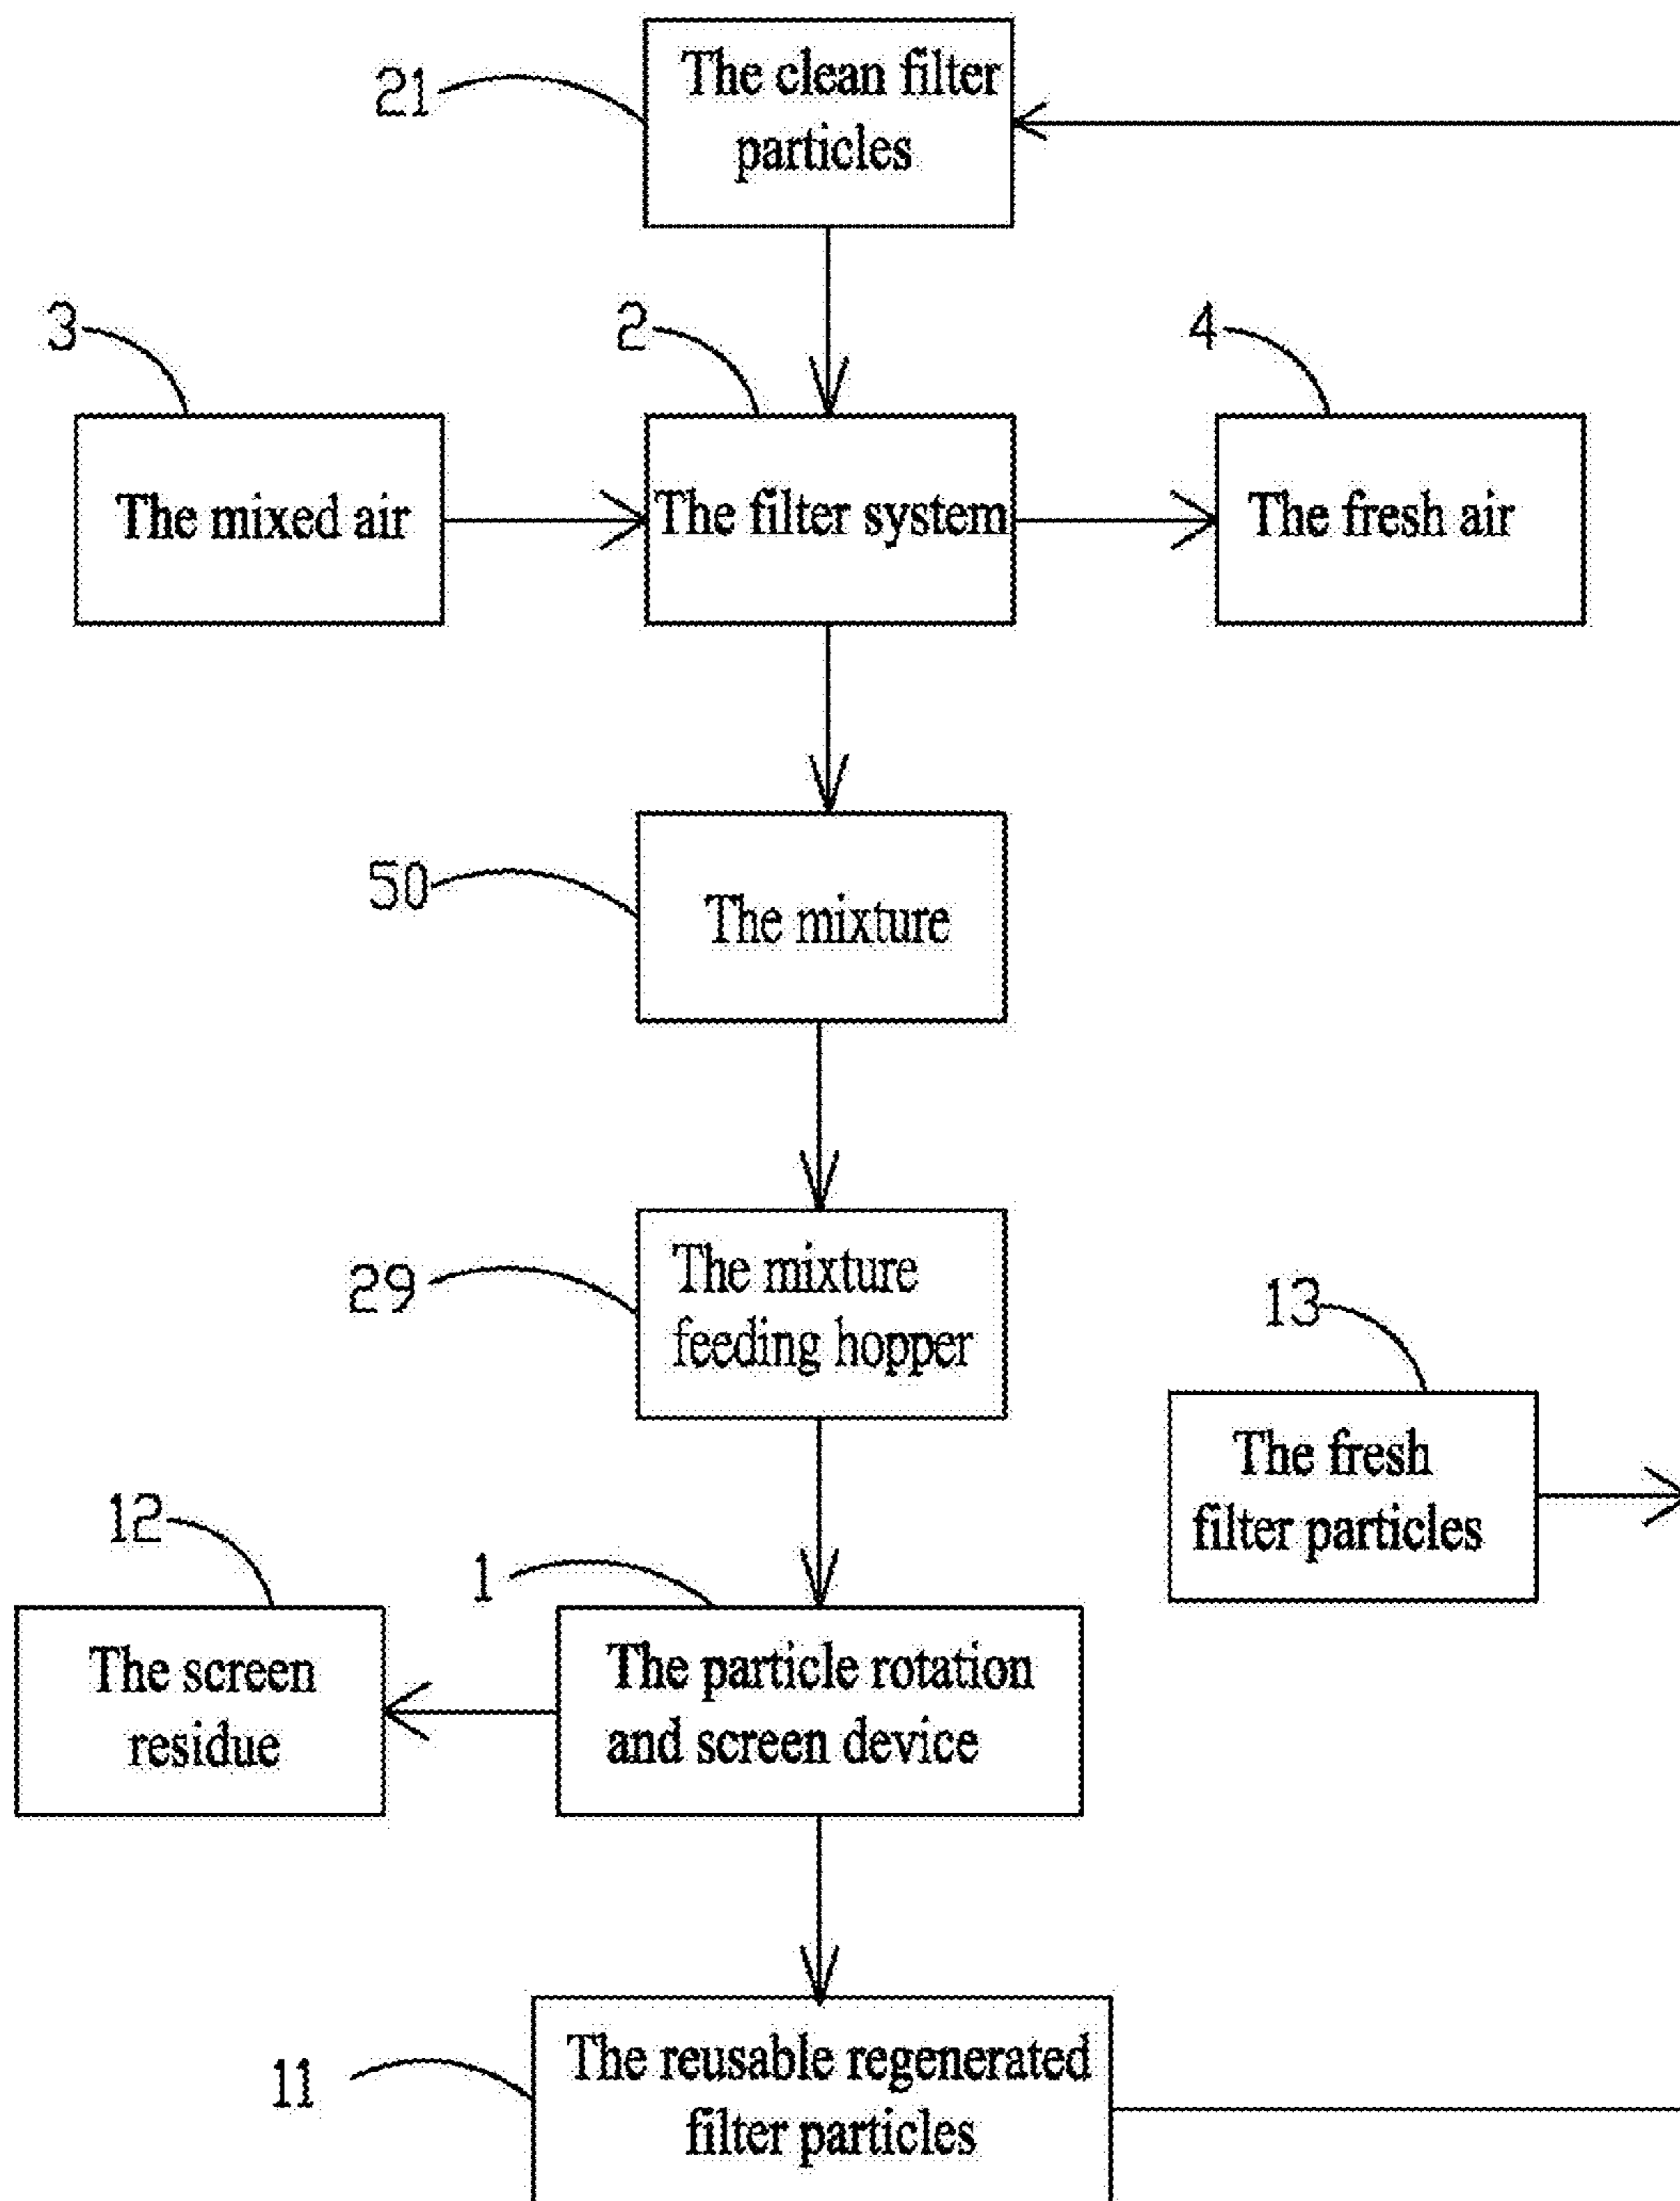 21
The clean filter
particles
3
2
4
The mixed air
The filter system
The fresh air
50
The mixture
29
The mixture
feeding hopper
13
The fresh
filter particles
12
1
The screen
residue
The particle rotation
and screen device
11
The reusable regenerated
filter particles